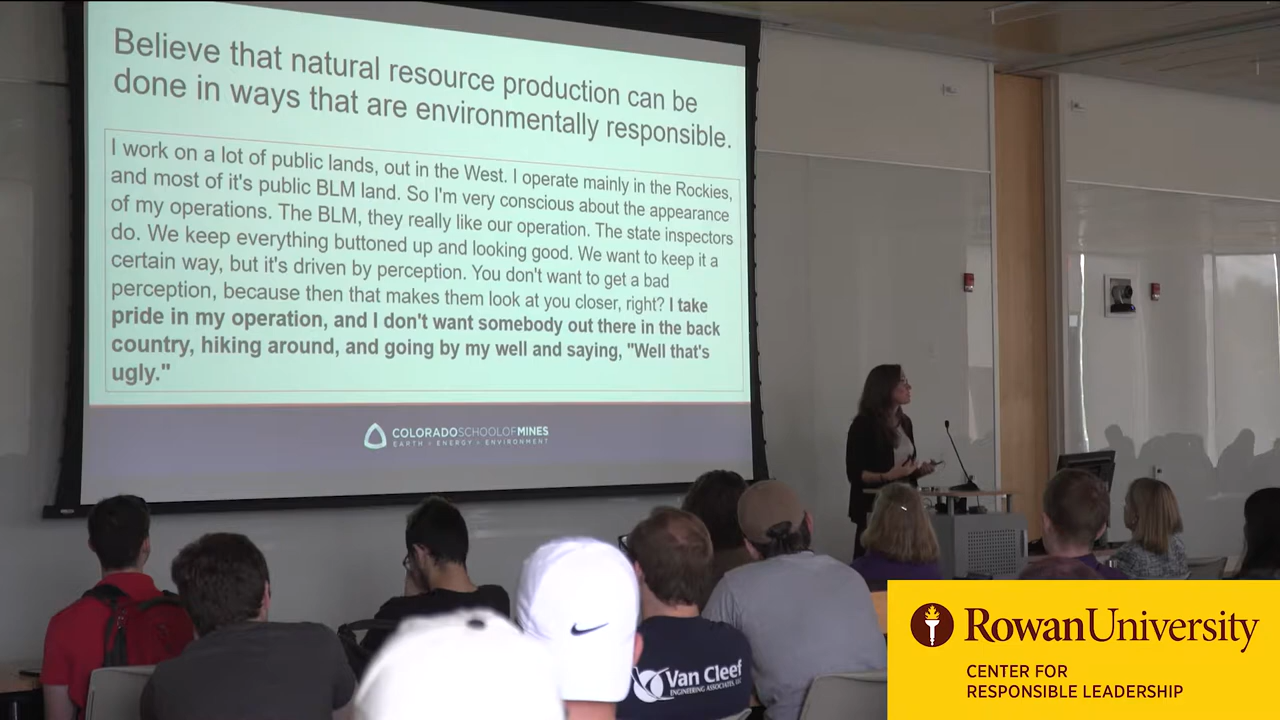 Believe that natural resource production can be
done in ways that are environmentally responsible.
I work on a lot of public lands, out in the West. I operate mainly in the Rockies,
and most of it's public BLM land. So I'm very conscious about the appearance
of my operations. The BLM, they really like our operation. The state inspectors
do. We keep everything buttoned up and looking good. We want to keep it a
certain way, but it's driven by perception. You don't want to get a bad
perception, because then that makes them look at you closer, right? I take
pride in my operation, and I don't want somebody out there in the back
country, hiking around, and going by my well and saying, "Well that's
ugly."
COLORADOSCHOOLOFMINES
EARTH • ENERGY • ENVIRONMENT
Van Cleef
ENGINEERING ASSOCIATES, LLC
RowanUniversity
CENTER FOR
RESPONSIBLE LEADERSHIP